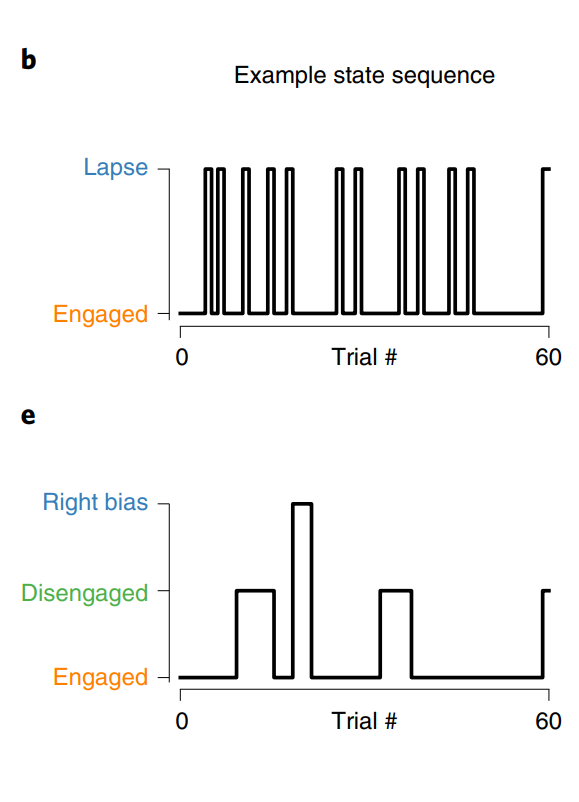 b
Example state sequence
Lapse
Engaged
0 Trial # 60
e
Right bias
Disengaged
Engaged
0 Trial # 60